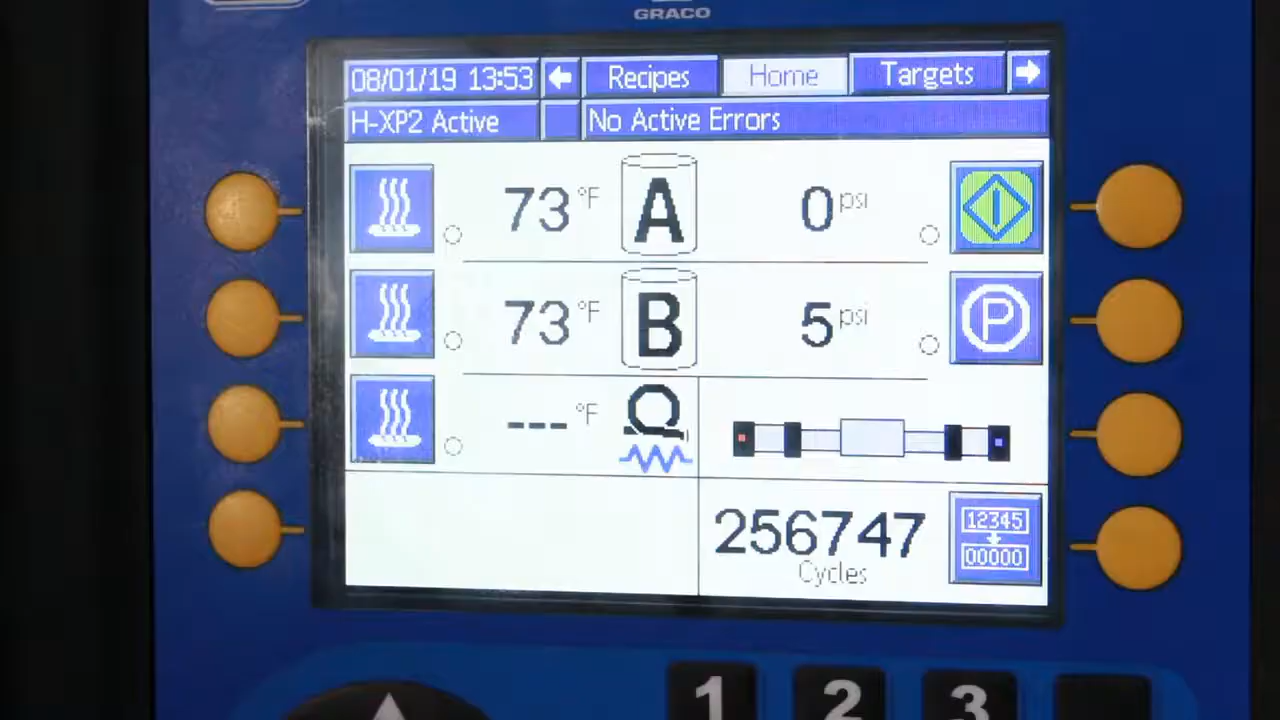 GRACO
08/01/19 13:53 Recipes Home Targets
H-XP2 Active No Active Errors
73 °F A 0 psi
73 °F B 5 psi
P
--- °F
256747
Cycles
12345
00000
1 2 3